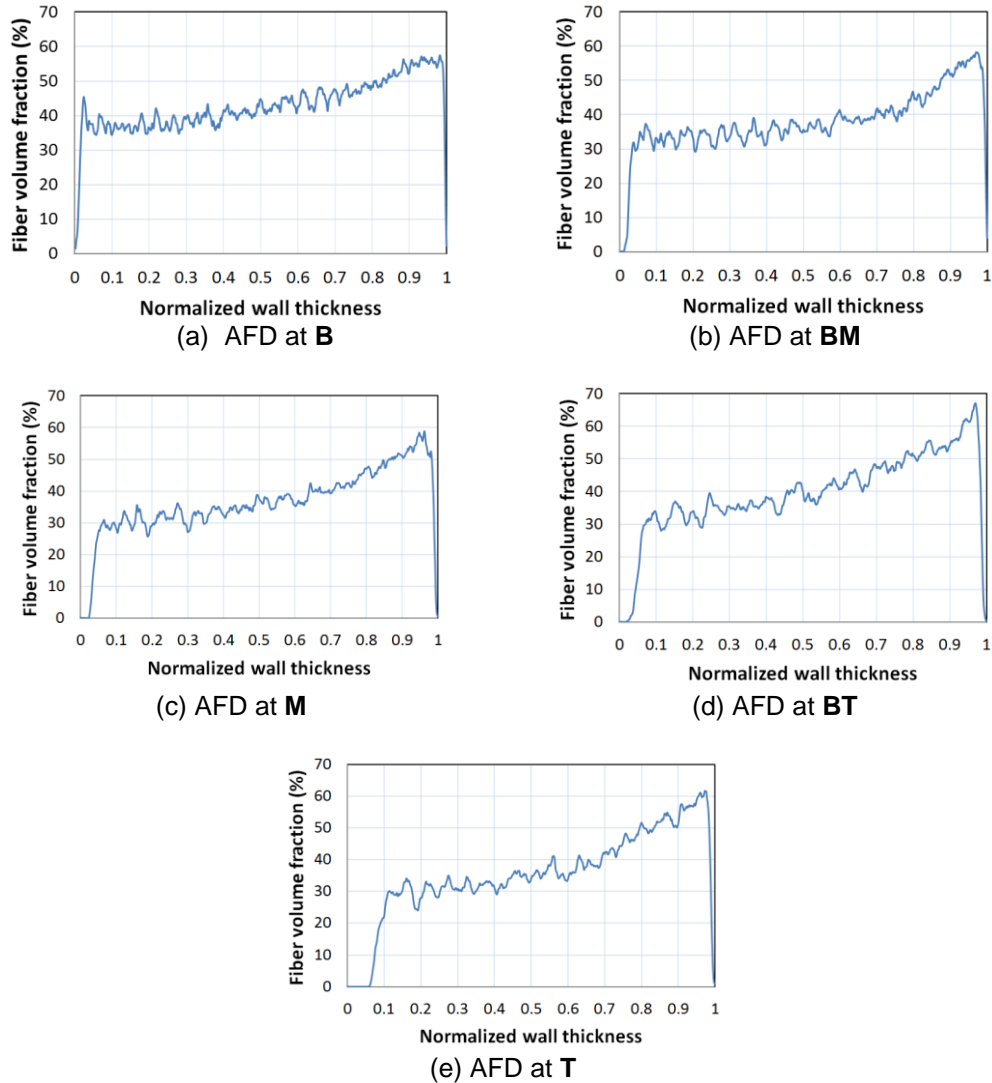 Fiber volume fraction (%)
70
60
50
40
30
20
10
0
0 0.1 0.2 0.3 0.4 0.5 0.6 0.7 0.8 0.9 1
Normalized wall thickness
(a) AFD at B
Fiber volume fraction (%)
70
60
50
40
30
20
10
0
0 0.1 0.2 0.3 0.4 0.5 0.6 0.7 0.8 0.9 1
Normalized wall thickness
(b) AFD at BM
Fiber volume fraction (%)
70
60
50
40
30
20
10
0
0 0.1 0.2 0.3 0.4 0.5 0.6 0.7 0.8 0.9 1
Normalized wall thickness
(c) AFD at M
Fiber volume fraction (%)
70
60
50
40
30
20
10
0
0 0.1 0.2 0.3 0.4 0.5 0.6 0.7 0.8 0.9 1
Normalized wall thickness
(d) AFD at BT
Fiber volume fraction (%)
70
60
50
40
30
20
10
0
0 0.1 0.2 0.3 0.4 0.5 0.6 0.7 0.8 0.9 1
Normalized wall thickness
(e) AFD at T